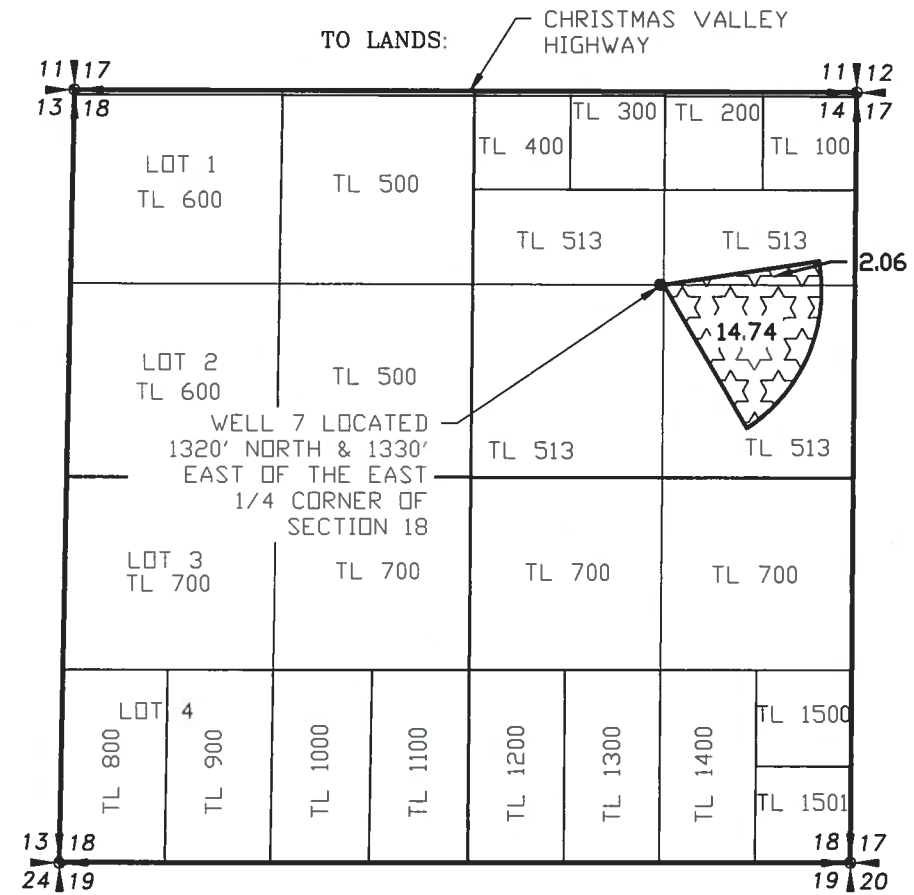 TO LANDS:
CHRISTMAS VALLEY
HIGHWAY
11 17
13 18
11 12
14 17
LOT 1
TL 600
TL 500
TL 400
TL 300
TL 200
TL 100
TL 513
TL 513
2.06
14.74
LOT 2
TL 600
TL 500
WELL 7 LOCATED
1320' NORTH & 1330'
EAST OF THE EAST
1/4 CORNER OF
SECTION 18
TL 513
TL 513
LOT 3
TL 700
TL 700
TL 700
TL 700
LOT 4
TL 800
TL 900
TL 1000
TL 1100
TL 1200
TL 1300
TL 1400
TL 1500
TL 1501
13 18
24 19
18 17
19 20